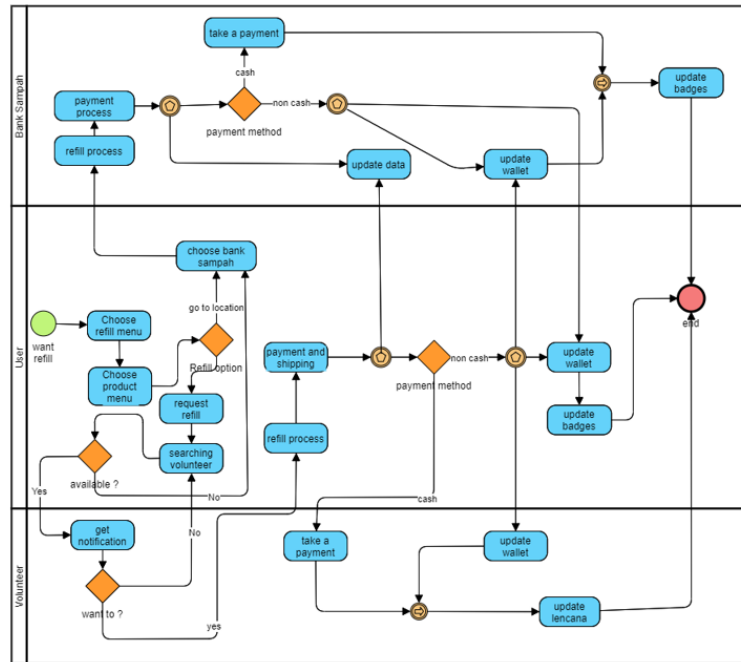 Bank Sampah
take a payment
cash
update
badges
payment
process
non cash
payment method
refill process
update data
update
wallet
User
choose bank
sampah
go to location
want
refill
Choose
refill menu
Refill option
Choose
product
menu
request
refill
searching
volunteer
available ?
Yes
No
payment and
shipping
non cash
payment method
refill process
cash
update
wallet
update
badges
end
Volunteer
get
notification
No
want to ?
yes
take a
payment
update
wallet
update
lencana